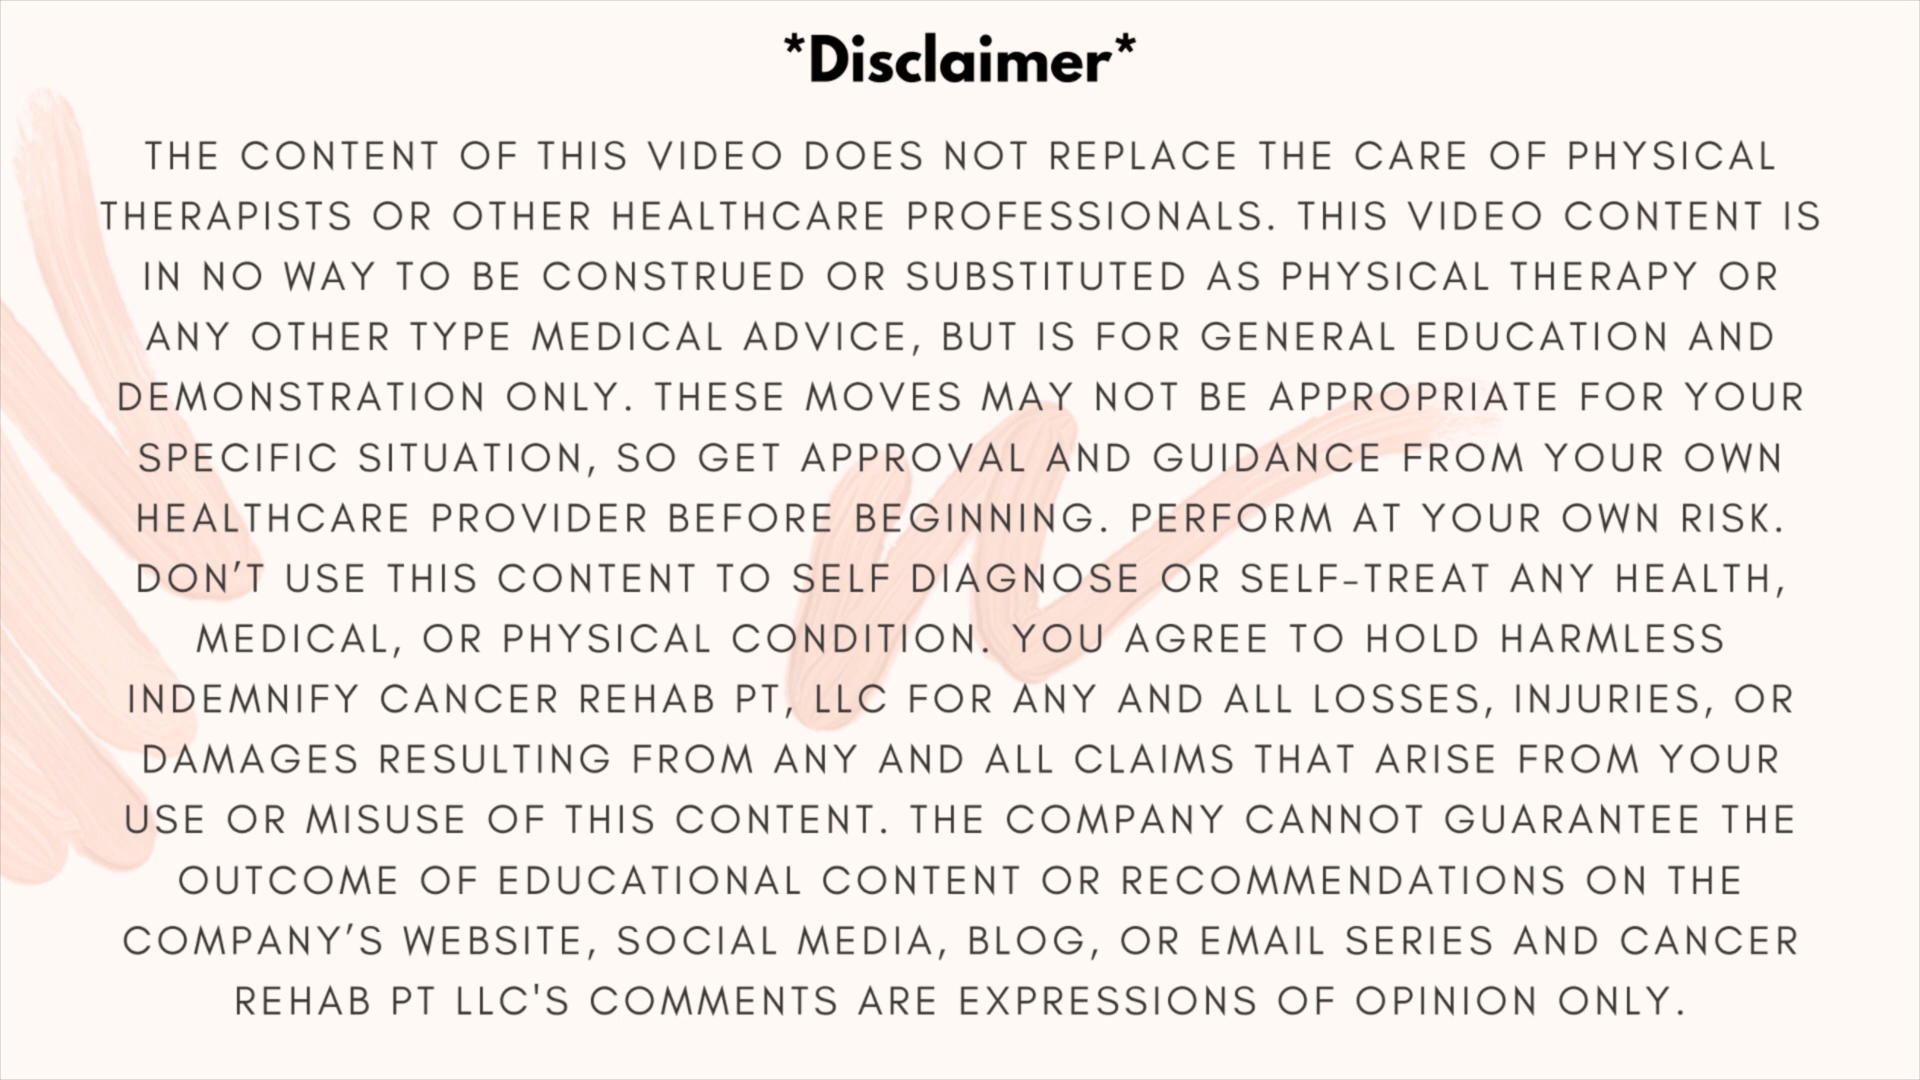 *Disclaimer*
THE CONTENT OF THIS VIDEO DOES NOT REPLACE THE CARE OF PHYSICAL
THERAPISTS OR OTHER HEALTHCARE PROFESSIONALS. THIS VIDEO CONTENT IS
IN NO WAY TO BE CONSTRUED OR SUBSTITUTED AS PHYSICAL THERAPY OR
ANY OTHER TYPE MEDICAL ADVICE, BUT IS FOR GENERAL EDUCATION AND
DEMONSTRATION ONLY. THESE MOVES MAY NOT BE APPROPRIATE FOR YOUR
SPECIFIC SITUATION, SO GET APPROVAL AND GUIDANCE FROM YOUR OWN
HEALTHCARE PROVIDER BEFORE BEGINNING. PERFORM AT YOUR OWN RISK.
DON’T USE THIS CONTENT TO SELF DIAGNOSE OR SELF-TREAT ANY HEALTH,
MEDICAL, OR PHYSICAL CONDITION. YOU AGREE TO HOLD HARMLESS
INDEMNIFY CANCER REHAB PT, LLC FOR ANY AND ALL LOSSES, INJURIES, OR
DAMAGES RESULTING FROM ANY AND ALL CLAIMS THAT ARISE FROM YOUR
USE OR MISUSE OF THIS CONTENT. THE COMPANY CANNOT GUARANTEE THE
OUTCOME OF EDUCATIONAL CONTENT OR RECOMMENDATIONS ON THE
COMPANY’S WEBSITE, SOCIAL MEDIA, BLOG, OR EMAIL SERIES AND CANCER
REHAB PT LLC'S COMMENTS ARE EXPRESSIONS OF OPINION ONLY.